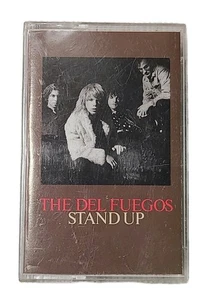 THE DEL FUEGOS
STAND UP